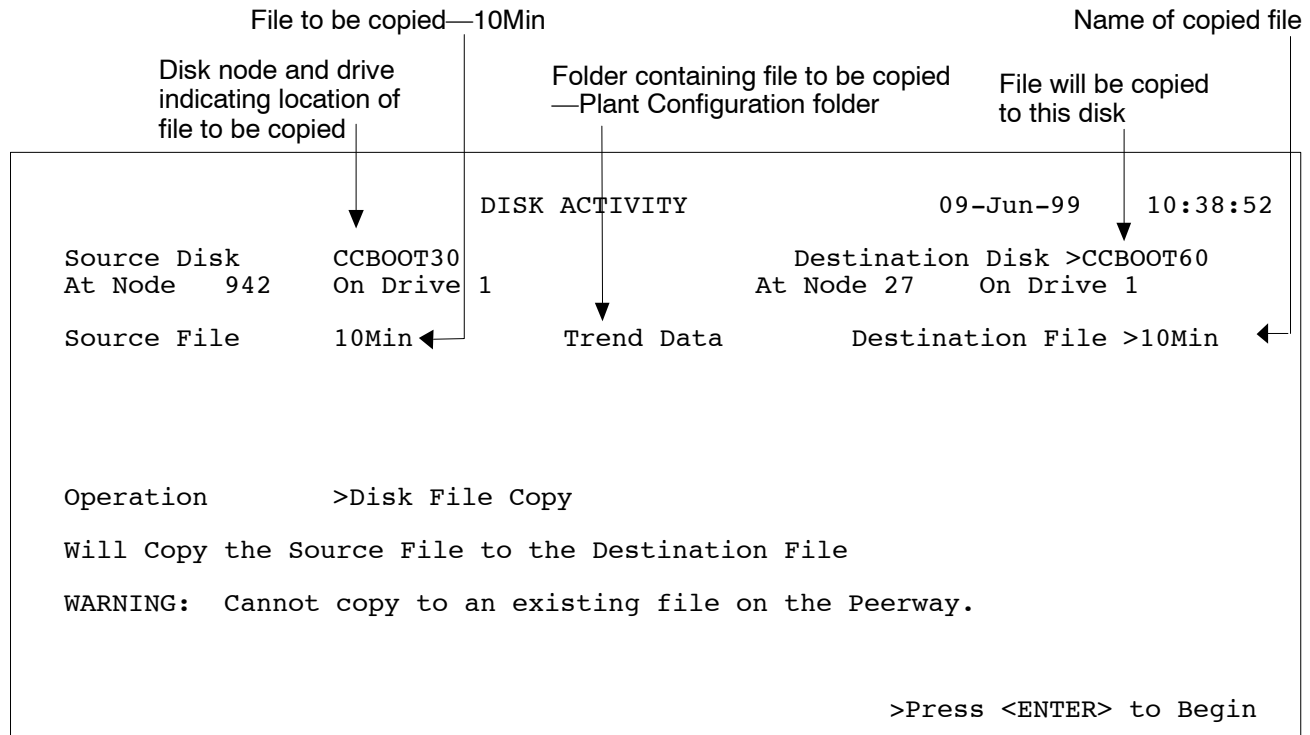 File to be copied—10Min
Name of copied file
Disk node and drive
indicating location of
file to be copied
Folder containing file to be copied
—Plant Configuration folder
File will be copied
to this disk
DISK ACTIVITY 09-Jun-99 10:38:52
Source Disk CCBOOT30 Destination Disk >CCBOOT60
At Node 942 On Drive 1 At Node 27 On Drive 1
Source File 10Min Trend Data Destination File >10Min
Operation >Disk File Copy
Will Copy the Source File to the Destination File
WARNING: Cannot copy to an existing file on the Peerway.
>Press <ENTER> to Begin